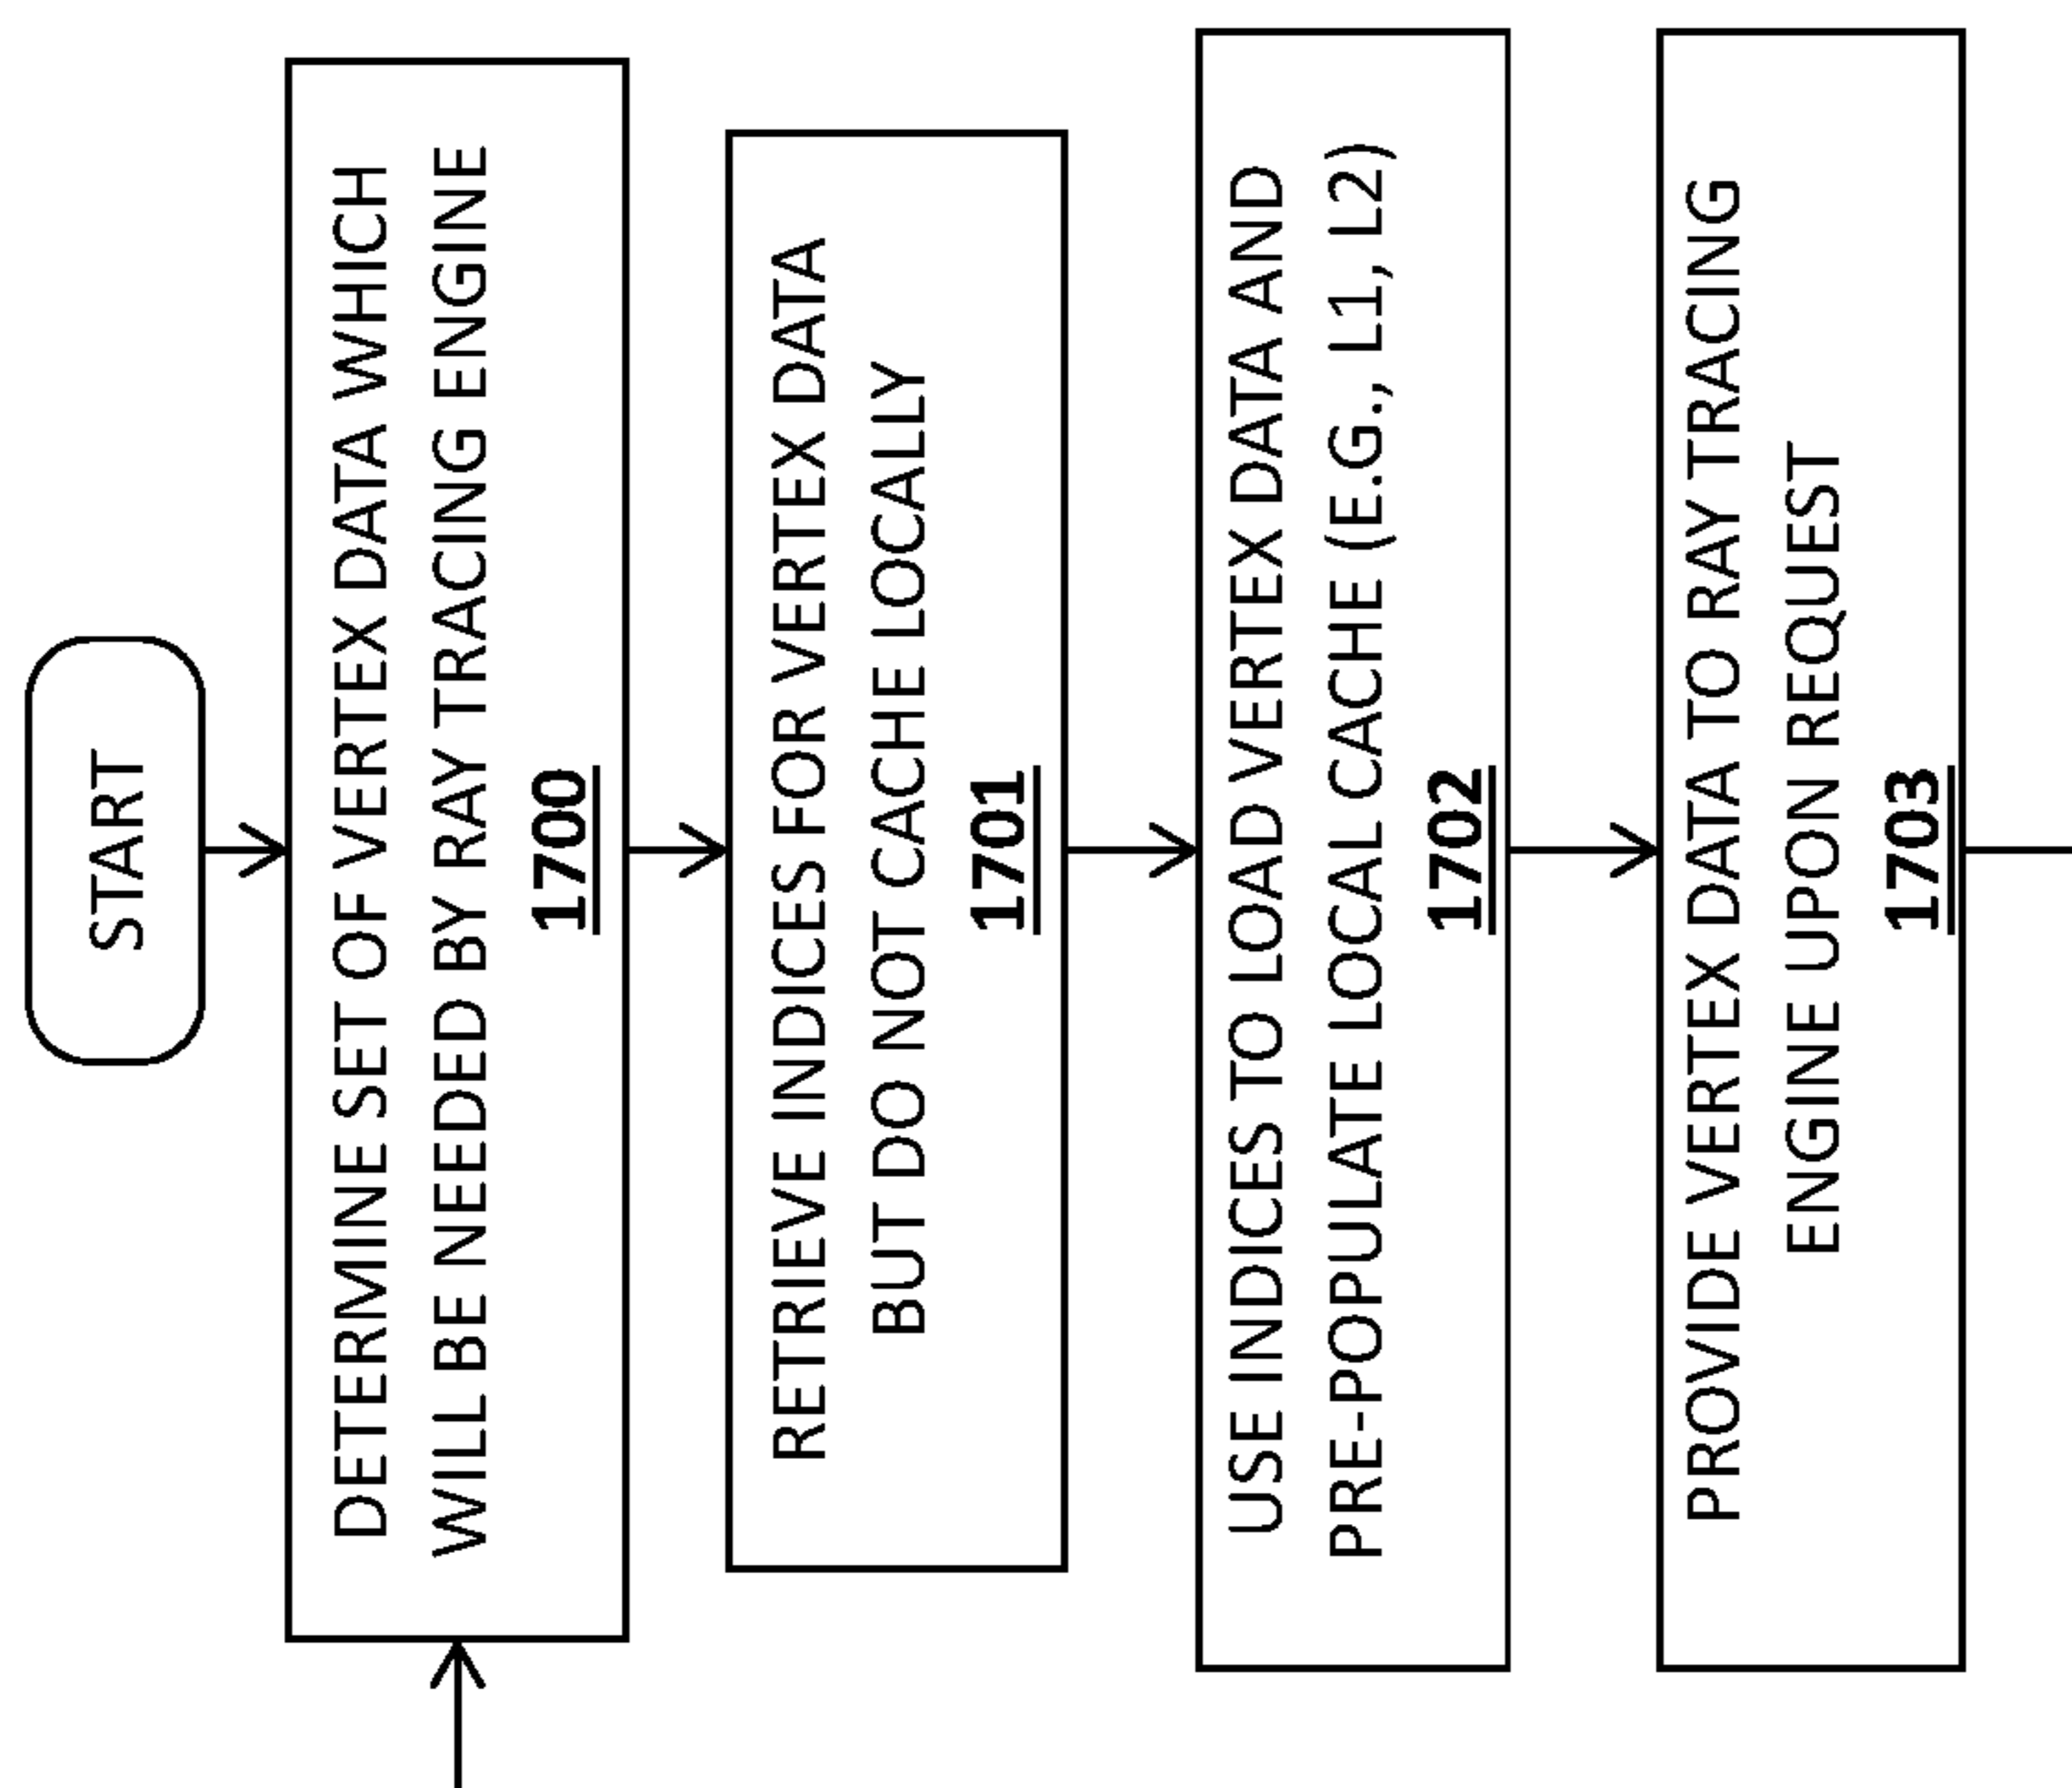 START
DETERMINE SET OF VERTEX DATA WHICH
WILL BE NEEDED BY RAY TRACING ENGINE
1700
RETRIEVE INDICES FOR VERTEX DATA
BUT DO NOT CACHE LOCALLY
1701
USE INDICES TO LOAD VERTEX DATA AND
PRE-POPULATE LOCAL CACHE (E.G., L1, L2)
1702
PROVIDE VERTEX DATA TO RAY TRACING
ENGINE UPON REQUEST
1703